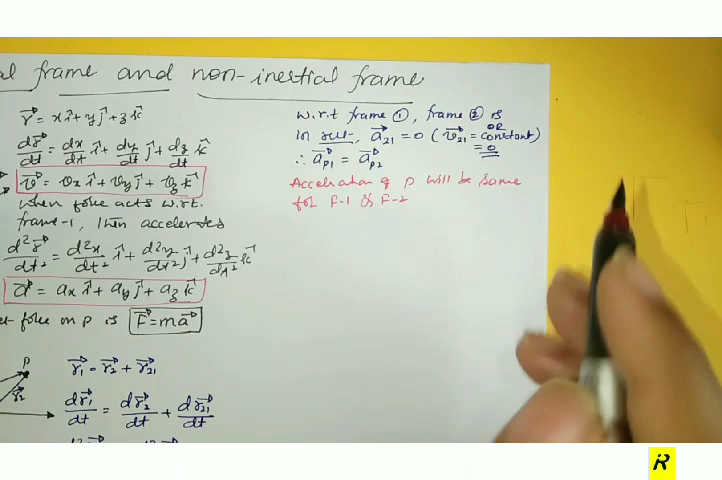 al frame and non-inertial frame
r⃗ = xî + yĵ + zk̂
dr⃗/dt = dx/dt î + dy/dt ĵ + dz/dt k̂
v⃗ = vx î + vy ĵ + vz k̂
when force acts w.r.t.
frame-1, then accelerates
d²r⃗/dt² = d²x/dt² î + d²y/dt² ĵ + d²z/dt² k̂
a⃗ = ax î + ay ĵ + az k̂
et force on p is F⃗ = ma⃗
P
r⃗2
r⃗1 = r⃗2 + r⃗21
dr⃗1/dt = dr⃗2/dt + dr⃗21/dt
w.r.t frame ①, frame ② is
in rest, a⃗21 = 0 (v⃗21 = constant)
OR
= 0
∴ a⃗p1 = a⃗p2
Acceleration of P will be same
for F-1 & F-2
R